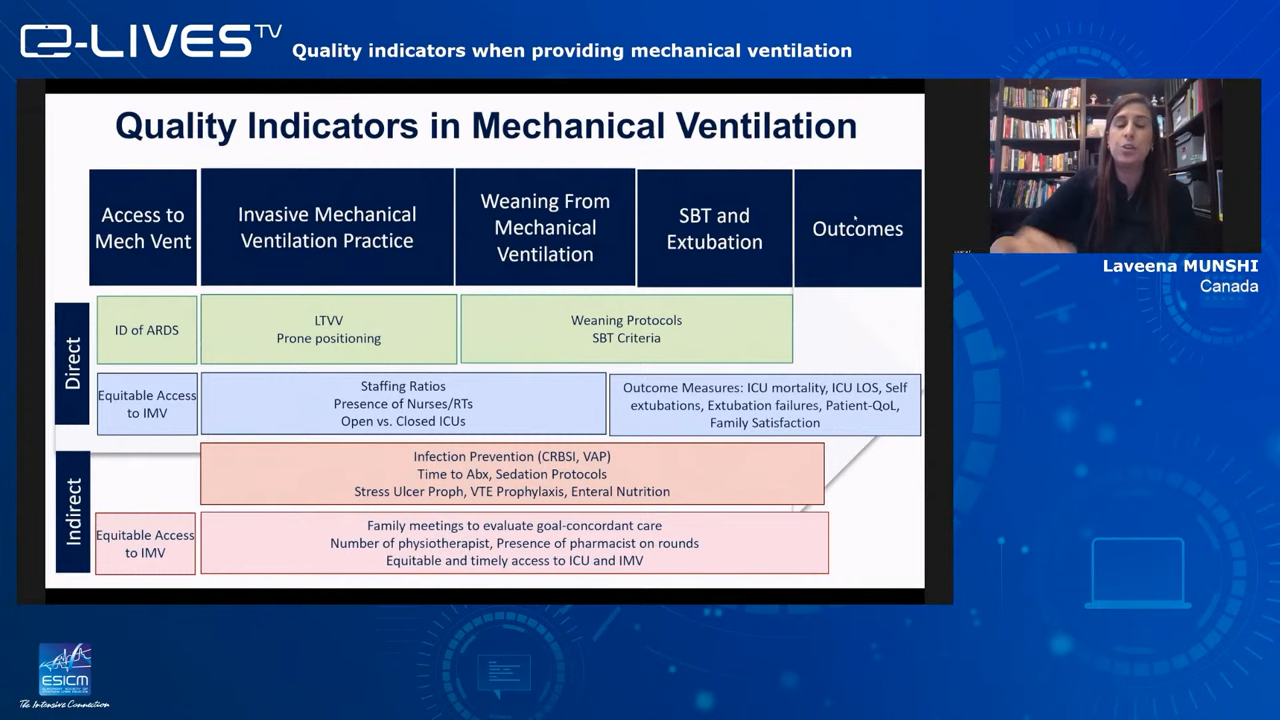 e-LIVES TV
Quality indicators when providing mechanical ventilation
Quality Indicators in Mechanical Ventilation
Access to
Mech Vent
Invasive Mechanical
Ventilation Practice
Weaning From
Mechanical
Ventilation
SBT and
Extubation
Outcomes
Direct
ID of ARDS
LTVV
Prone positioning
Weaning Protocols
SBT Criteria
Equitable Access
to IMV
Staffing Ratios
Presence of Nurses/RTs
Open vs. Closed ICUs
Outcome Measures: ICU mortality, ICU LOS, Self
extubations, Extubation failures, Patient-QoL,
Family Satisfaction
Indirect
Infection Prevention (CRBSI, VAP)
Time to Abx, Sedation Protocols
Stress Ulcer Proph, VTE Prophylaxis, Enteral Nutrition
Equitable Access
to IMV
Family meetings to evaluate goal-concordant care
Number of physiotherapist, Presence of pharmacist on rounds
Equitable and timely access to ICU and IMV
Laveena MUNSHI
Canada
ESICM
The Intensive Connection